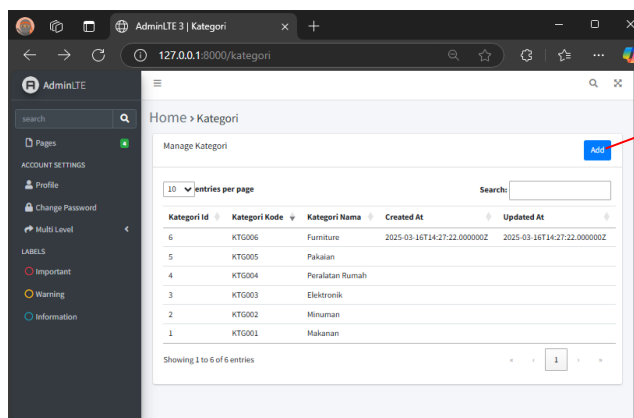 AdminLTE 3 | Kategori
127.0.0.1:8000/kategori
AdminLTE
search
Pages 4
ACCOUNT SETTINGS
Profile
Change Password
Multi Level
LABELS
Important
Warning
Information
Home › Kategori
Manage Kategori
Add
10 entries per page
Search:
Kategori Id Kategori Kode Kategori Nama Created At Updated At
6 KTG006 Furniture 2025-03-16T14:27:22.000000Z 2025-03-16T14:27:22.000000Z
5 KTG005 Pakaian
4 KTG004 Peralatan Rumah
3 KTG003 Elektronik
2 KTG002 Minuman
1 KTG001 Makanan
Showing 1 to 6 of 6 entries
« ‹ 1 › »